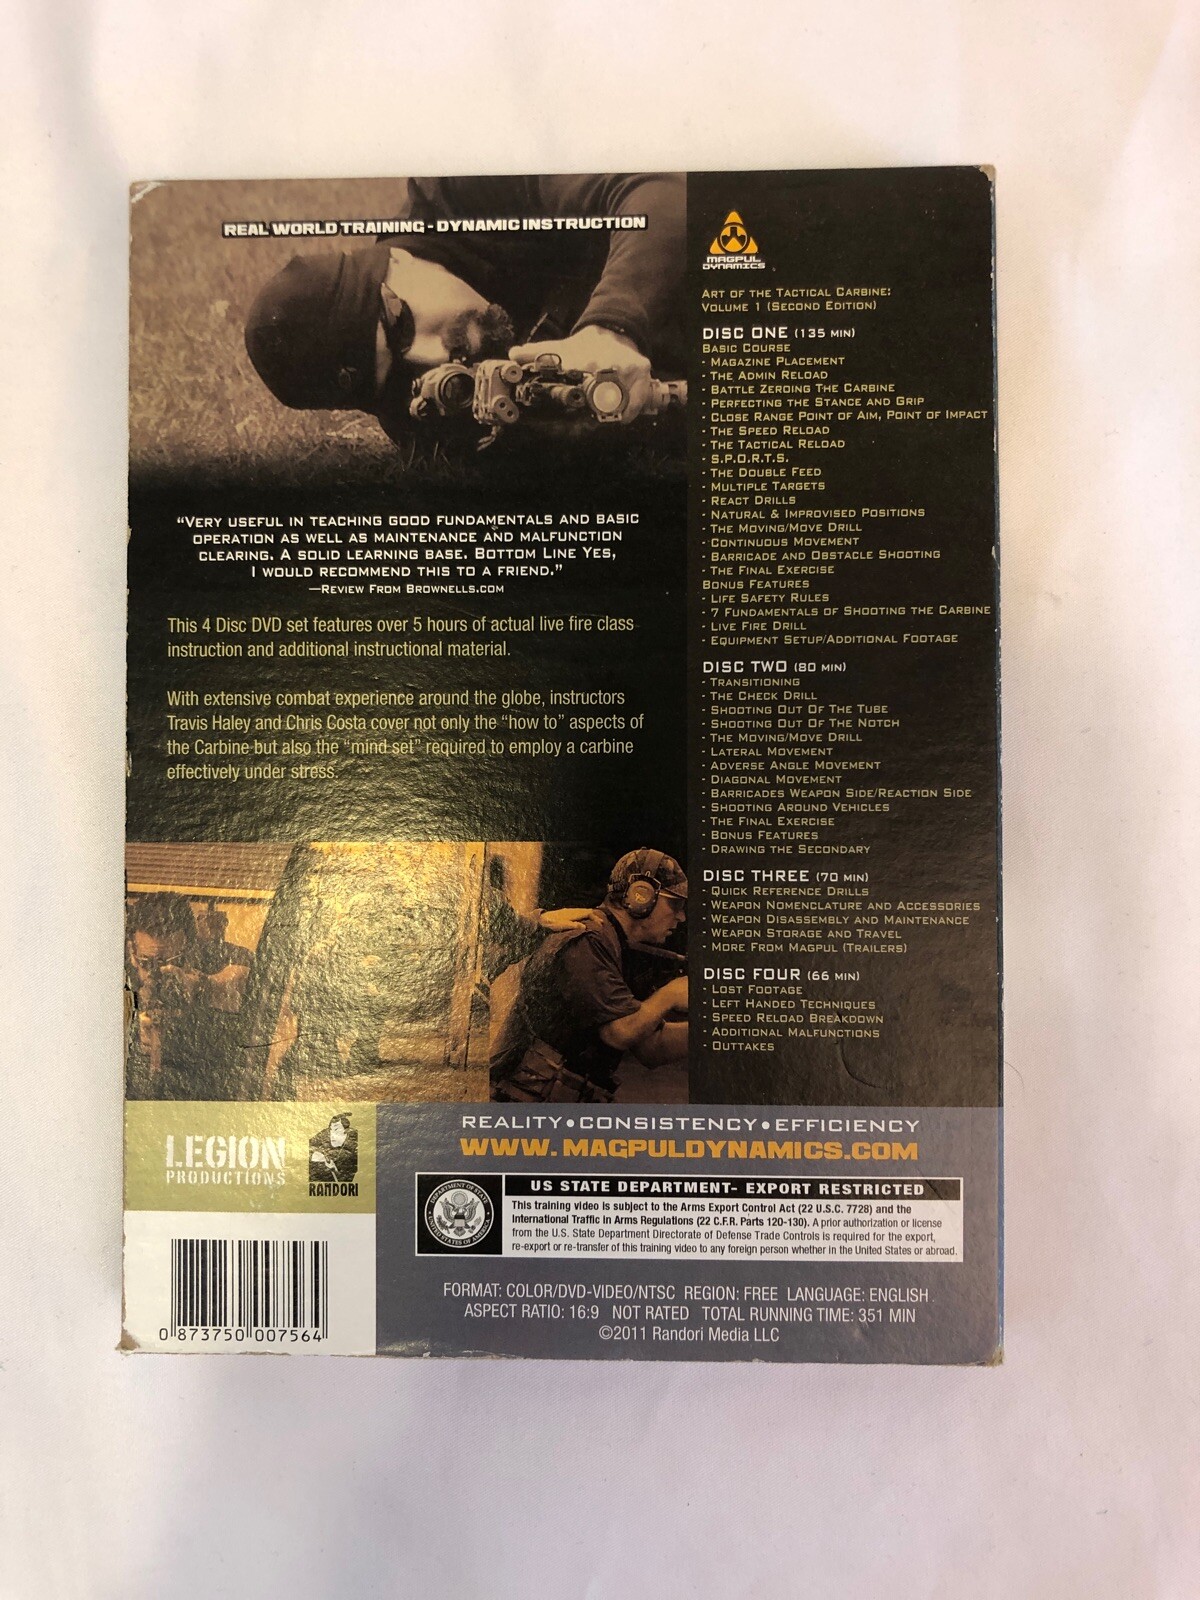 REAL WORLD TRAINING - DYNAMIC INSTRUCTION
"VERY USEFUL IN TEACHING GOOD FUNDAMENTALS AND BASIC
OPERATION AS WELL AS MAINTENANCE AND MALFUNCTION
CLEARING. A SOLID LEARNING BASE. BOTTOM LINE YES,
I WOULD RECOMMEND THIS TO A FRIEND."
—REVIEW FROM BROWNELLS.COM
This 4 Disc DVD set features over 5 hours of actual live fire class
instruction and additional instructional material.
With extensive combat experience around the globe, instructors
Travis Haley and Chris Costa cover not only the "how to" aspects of
the Carbine but also the "mind set" required to employ a carbine
effectively under stress.
MAGPUL
DYNAMICS
ART OF THE TACTICAL CARBINE:
VOLUME 1 (SECOND EDITION)
DISC ONE (135 MIN)
BASIC COURSE
- MAGAZINE PLACEMENT
- THE ADMIN RELOAD
- BATTLE ZEROING THE CARBINE
- PERFECTING THE STANCE AND GRIP
- CLOSE RANGE POINT OF AIM, POINT OF IMPACT
- THE SPEED RELOAD
- THE TACTICAL RELOAD
- S.P.O.R.T.S.
- THE DOUBLE FEED
- MULTIPLE TARGETS
- REACT DRILLS
- NATURAL & IMPROVISED POSITIONS
- THE MOVING/MOVE DRILL
- CONTINUOUS MOVEMENT
- BARRICADE AND OBSTACLE SHOOTING
- THE FINAL EXERCISE
BONUS FEATURES
- LIFE SAFETY RULES
- 7 FUNDAMENTALS OF SHOOTING THE CARBINE
- LIVE FIRE DRILL
- EQUIPMENT SETUP/ADDITIONAL FOOTAGE
DISC TWO (80 MIN)
- TRANSITIONING
- THE CHECK DRILL
- SHOOTING OUT OF THE TUBE
- SHOOTING OUT OF THE NOTCH
- THE MOVING/MOVE DRILL
- LATERAL MOVEMENT
- ADVERSE ANGLE MOVEMENT
- DIAGONAL MOVEMENT
- BARRICADES WEAPON SIDE/REACTION SIDE
- SHOOTING AROUND VEHICLES
- THE FINAL EXERCISE
- BONUS FEATURES
- DRAWING THE SECONDARY
DISC THREE (70 MIN)
- QUICK REFERENCE DRILLS
- WEAPON NOMENCLATURE AND ACCESSORIES
- WEAPON DISASSEMBLY AND MAINTENANCE
- WEAPON STORAGE AND TRAVEL
- MORE FROM MAGPUL (TRAILERS)
DISC FOUR (66 MIN)
- LOST FOOTAGE
- LEFT HANDED TECHNIQUES
- SPEED RELOAD BREAKDOWN
- ADDITIONAL MALFUNCTIONS
- OUTTAKES
LEGION
PRODUCTIONS
RANDORI
REALITY•CONSISTENCY•EFFICIENCY
WWW.MAGPULDYNAMICS.COM
DEPARTMENT OF STATE
UNITED STATES OF AMERICA
US STATE DEPARTMENT- EXPORT RESTRICTED
This training video is subject to the Arms Export Control Act (22 U.S.C. 7728) and the
International Traffic in Arms Regulations (22 C.F.R. Parts 120-130). A prior authorization or license
from the U.S. State Department Directorate of Defense Trade Controls is required for the export,
re-export or re-transfer of this training video to any foreign person whether in the United States or abroad.
FORMAT: COLOR/DVD-VIDEO/NTSC REGION: FREE LANGUAGE: ENGLISH
ASPECT RATIO: 16:9 NOT RATED TOTAL RUNNING TIME: 351 MIN
©2011 Randori Media LLC
0 873750 007564